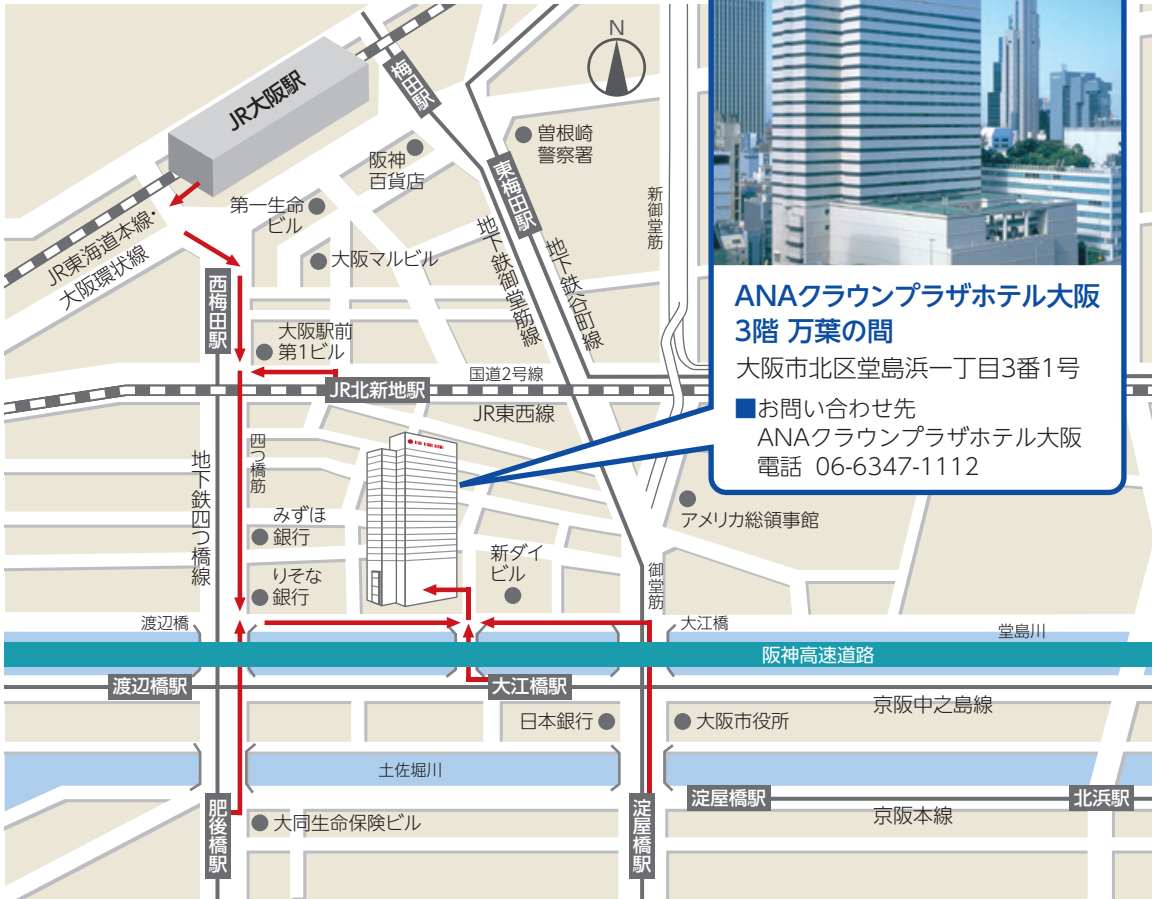 N
JR大阪駅
梅田駅
曽根崎
警察署
阪神
百貨店
東梅田駅
新御堂筋
第一生命
ビル
JR東海道本線・
大阪環状線
大阪マルビル
地下鉄御堂筋線
地下鉄谷町線
西梅田駅
大阪駅前
第1ビル
国道2号線
JR北新地駅
JR東西線
ANAクラウンプラザホテル大阪
3階 万葉の間
大阪市北区堂島浜一丁目3番1号
■お問い合わせ先
ANAクラウンプラザホテル大阪
電話 06-6347-1112
四つ橋筋
地下鉄四つ橋線
みずほ
銀行
アメリカ総領事館
新ダイ
ビル
りそな
銀行
御堂筋
渡辺橋
大江橋
堂島川
阪神高速道路
渡辺橋駅
大江橋駅
京阪中之島線
日本銀行
大阪市役所
土佐堀川
肥後橋駅
淀屋橋駅
淀屋橋駅
北浜駅
京阪本線
大同生命保険ビル